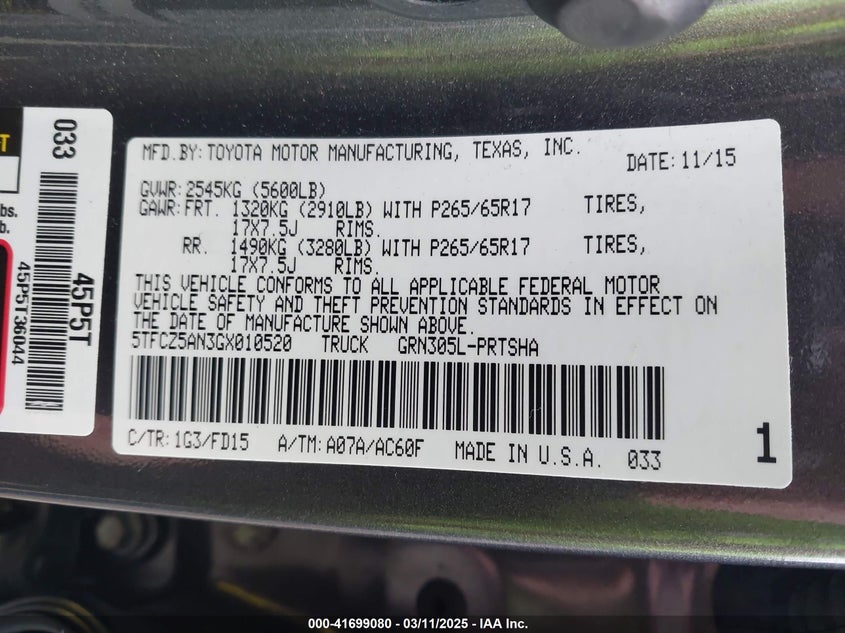 MFD.BY:TOYOTA MOTOR MANUFACTURING, TEXAS, INC. DATE:11/15
GVWR:2545KG (5600LB)
GAWR:FRT. 1320KG (2910LB) WITH P265/65R17 TIRES,
17X7.5J RIMS.
RR. 1490KG (3280LB) WITH P265/65R17 TIRES,
17X7.5J RIMS.
THIS VEHICLE CONFORMS TO ALL APPLICABLE FEDERAL MOTOR
VEHICLE SAFETY AND THEFT PREVENTION STANDARDS IN EFFECT ON
THE DATE OF MANUFACTURE SHOWN ABOVE.
5TFCZ5AN3GX010520 TRUCK GRN305L-PRTSHA
C/TR:1G3/FD15 A/TM:A07A/AC60F MADE IN U.S.A. 033
1
033
45P5T
45P5T36044
lbs.
b.
000-41699080 - 03/11/2025 - IAA Inc.